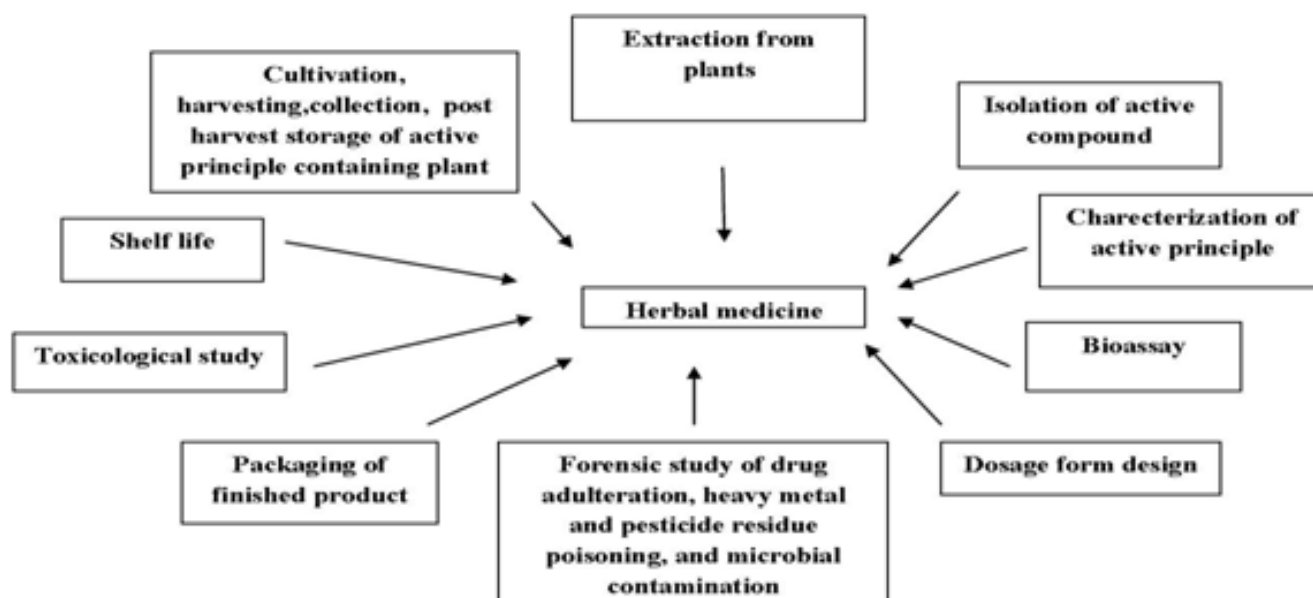 Extraction from
plants
Cultivation,
harvesting,collection, post
harvest storage of active
principle containing plant
Isolation of active
compound
Charecterization of
active principle
Shelf life
Herbal medicine
Toxicological study
Bioassay
Packaging of
finished product
Forensic study of drug
adulteration, heavy metal
and pesticide residue
poisoning, and microbial
contamination
Dosage form design